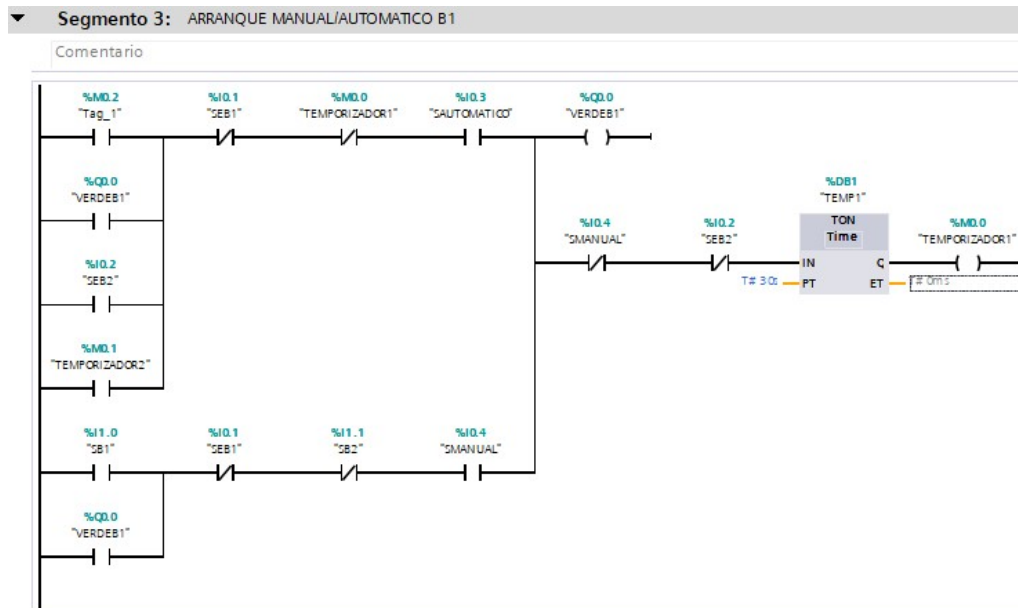 Segmento 3: ARRANQUE MANUAL/AUTOMATICO B1
Comentario
%M0.2 %I0.1 %M0.0 %I0.3 %Q0.0
"Tag_1" "SEB1" "TEMPORIZADOR1" "SAUTOMATICO" "VERDEB1"
%Q0.0
"VERDEB1"
%DB1
"TEMP1"
%I0.4 %I0.2 TON %M0.0
"SMANUAL" "SEB2" Time "TEMPORIZADOR1"
%I0.2
"SEB2"
IN Q
T# 30s PT ET T# 0ms
%M0.1
"TEMPORIZADOR2"
%I1.0 %I0.1 %I1.1 %I0.4
"SB1" "SEB1" "SB2" "SMANUAL"
%Q0.0
"VERDEB1"